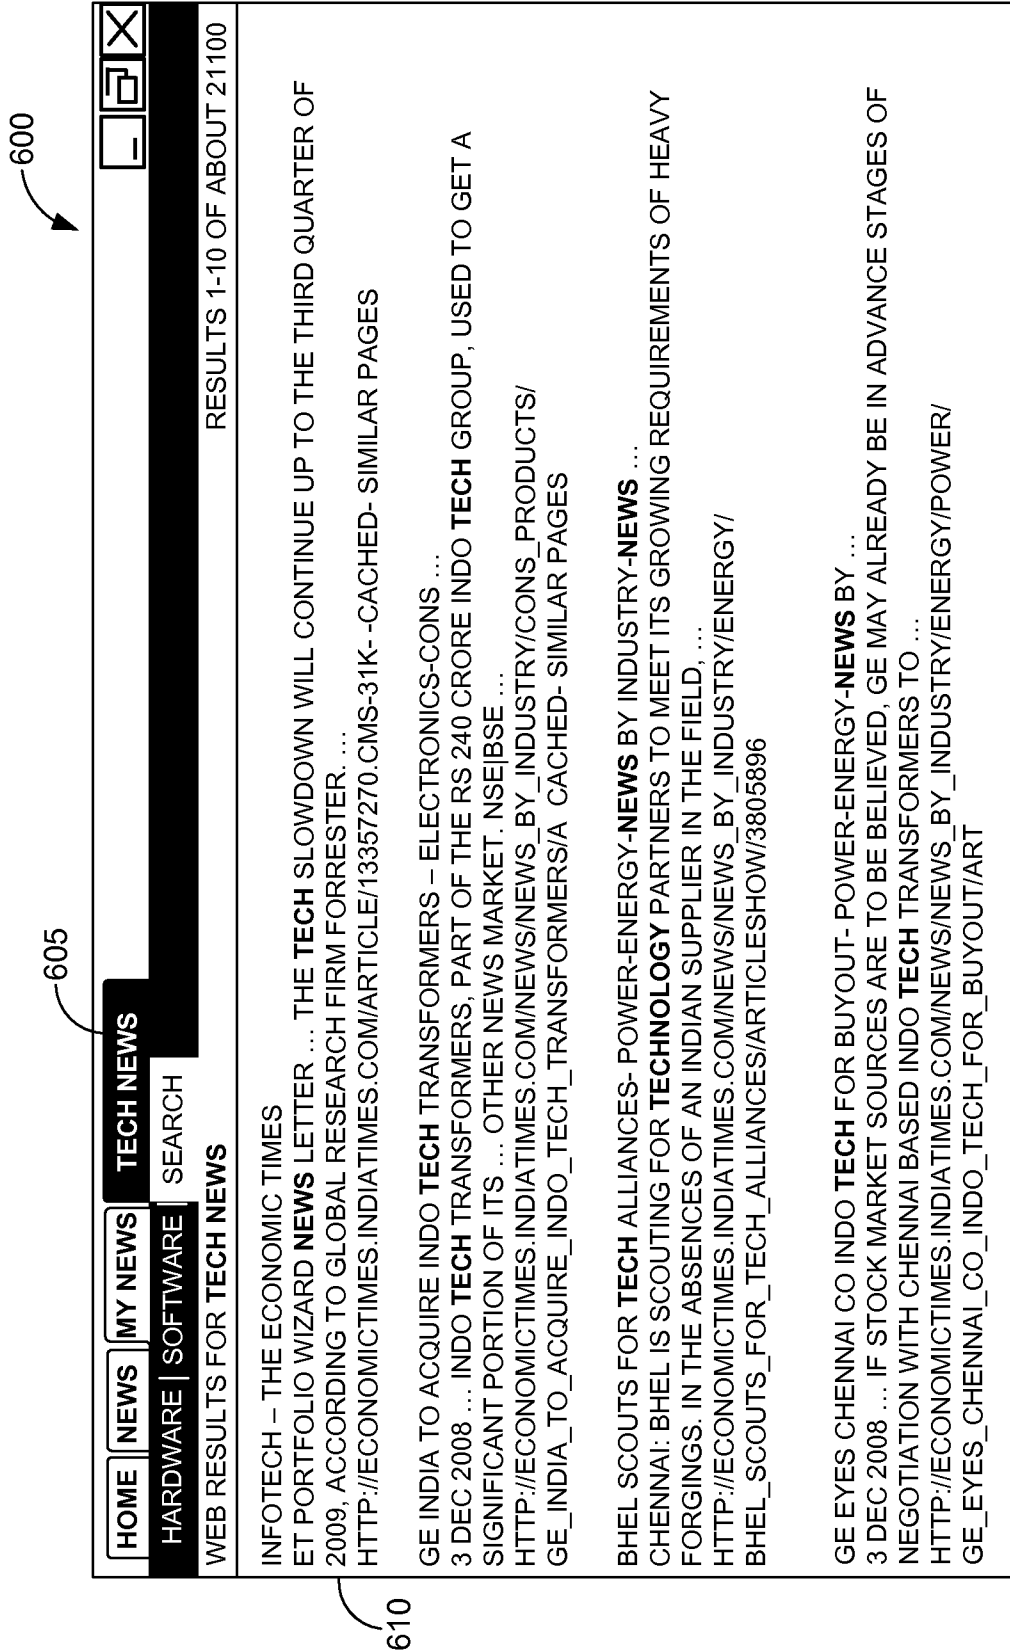 600
605
HOME NEWS MY NEWS TECH NEWS
HARDWARE | SOFTWARE | SEARCH
WEB RESULTS FOR TECH NEWS RESULTS 1-10 OF ABOUT 21100
INFOTECH – THE ECONOMIC TIMES
ET PORTFOLIO WIZARD NEWS LETTER ... THE TECH SLOWDOWN WILL CONTINUE UP TO THE THIRD QUARTER OF
2009, ACCORDING TO GLOBAL RESEARCH FIRM FORRESTER. ...
HTTP://ECONOMICTIMES.INDIATIMES.COM/ARTICLE/13357270.CMS-31K- -CACHED- SIMILAR PAGES
610
GE INDIA TO ACQUIRE INDO TECH TRANSFORMERS – ELECTRONICS-CONS ...
3 DEC 2008 ... INDO TECH TRANSFORMERS, PART OF THE RS 240 CRORE INDO TECH GROUP, USED TO GET A
SIGNIFICANT PORTION OF ITS ... OTHER NEWS MARKET. NSE|BSE ...
HTTP://ECONOMICTIMES.INDIATIMES.COM/NEWS/NEWS_BY_INDUSTRY/CONS_PRODUCTS/
GE_INDIA_TO_ACQUIRE_INDO_TECH_TRANSFORMERS/A CACHED- SIMILAR PAGES
BHEL SCOUTS FOR TECH ALLIANCES- POWER-ENERGY-NEWS BY INDUSTRY-NEWS ...
CHENNAI: BHEL IS SCOUTING FOR TECHNOLOGY PARTNERS TO MEET ITS GROWING REQUIREMENTS OF HEAVY
FORGINGS. IN THE ABSENCES OF AN INDIAN SUPPLIER IN THE FIELD, ...
HTTP://ECONOMICTIMES.INDIATIMES.COM/NEWS/NEWS_BY_INDUSTRY/ENERGY/
BHEL_SCOUTS_FOR_TECH_ALLIANCES/ARTICLESHOW/3805896
GE EYES CHENNAI CO INDO TECH FOR BUYOUT- POWER-ENERGY-NEWS BY ...
3 DEC 2008 ... IF STOCK MARKET SOURCES ARE TO BE BELIEVED, GE MAY ALREADY BE IN ADVANCE STAGES OF
NEGOTIATION WITH CHENNAI BASED INDO TECH TRANSFORMERS TO ...
HTTP://ECONOMICTIMES.INDIATIMES.COM/NEWS/NEWS_BY_INDUSTRY/ENERGY/POWER/
GE_EYES_CHENNAI_CO_INDO_TECH_FOR_BUYOUT/ART